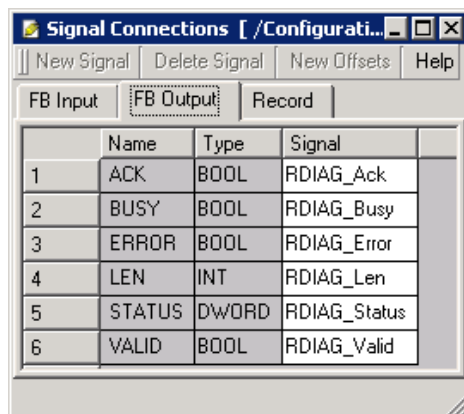 Signal Connections [ /Configurati...
New Signal Delete Signal New Offsets Help
FB Input FB Output Record
Name Type Signal
1 ACK BOOL RDIAG_Ack
2 BUSY BOOL RDIAG_Busy
3 ERROR BOOL RDIAG_Error
4 LEN INT RDIAG_Len
5 STATUS DWORD RDIAG_Status
6 VALID BOOL RDIAG_Valid